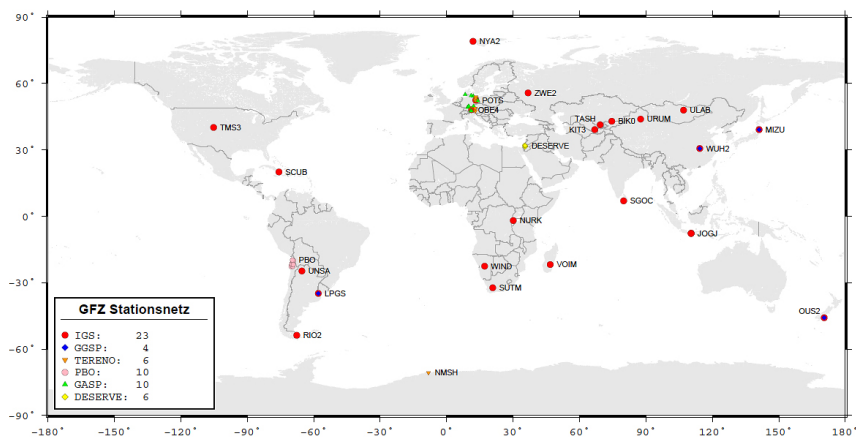 90˚
60˚
30˚
0˚
−30˚
−60˚
−90˚
NYA2
ZWE2
POTS
OBE4
TASH
BIK0
URUM
ULAB
TMS3
KIT3
MIZU
DESERVE
WUH2
SCUB
SGOC
NURK
JOGJ
PBO
UNSA
WIND
VOIM
SUTM
LPGS
OUS2
RIO2
NMSH
GFZ Stationsnetz
IGS: 23
GGSP: 4
TERENO: 6
PBO: 10
GASP: 10
DESERVE: 6
−180˚ −150˚ −120˚ −90˚ −60˚ −30˚ 0˚ 30˚ 60˚ 90˚ 120˚ 150˚ 180˚